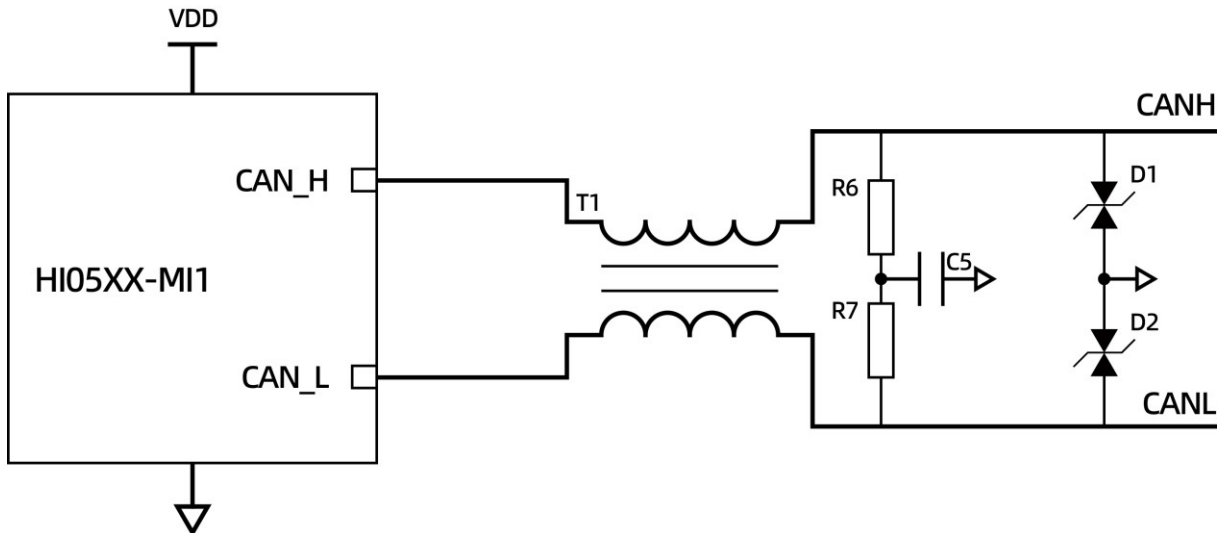 VDD
CANH
CAN_H
T1
R6
D1
HI05XX-MI1
C5
R7
D2
CAN_L
CANL